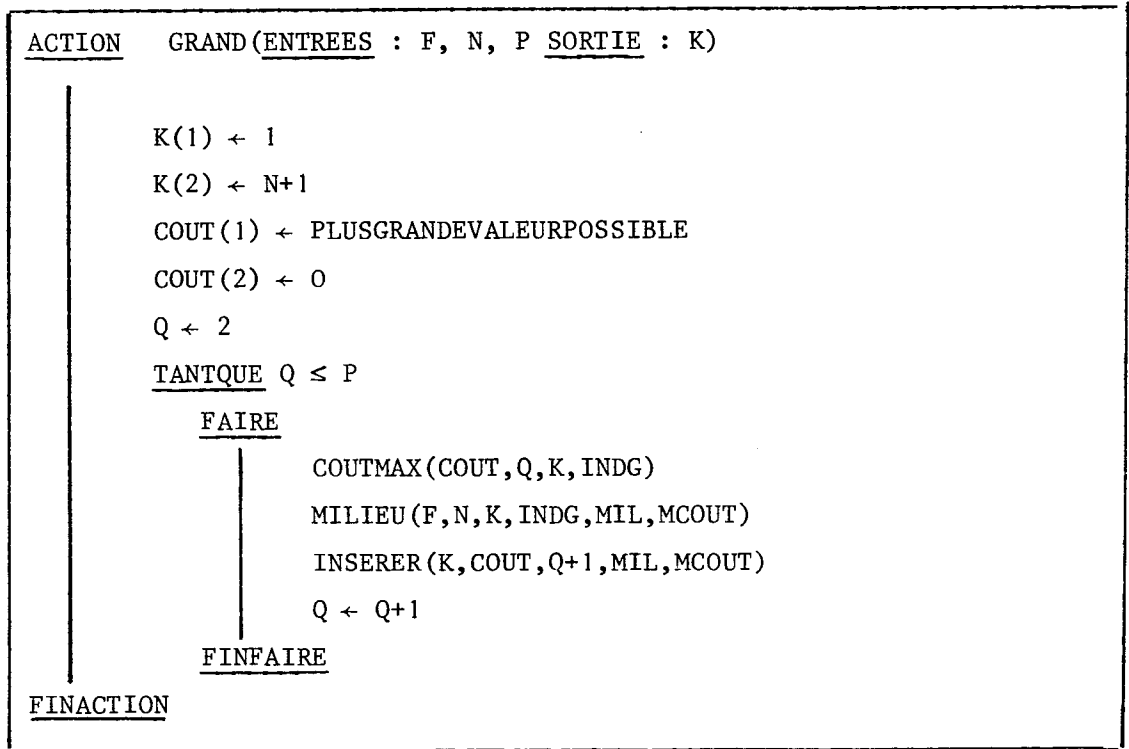 ACTION GRAND(ENTREES : F, N, P SORTIE : K)
K(1) ← 1
K(2) ← N+1
COUT(1) ← PLUSGRANDEVALEURPOSSIBLE
COUT(2) ← 0
Q ← 2
TANTQUE Q ≤ P
FAIRE
COUTMAX(COUT,Q,K,INDG)
MILIEU(F,N,K,INDG,MIL,MCOUT)
INSERER(K,COUT,Q+1,MIL,MCOUT)
Q ← Q+1
FINFAIRE
FINACTION